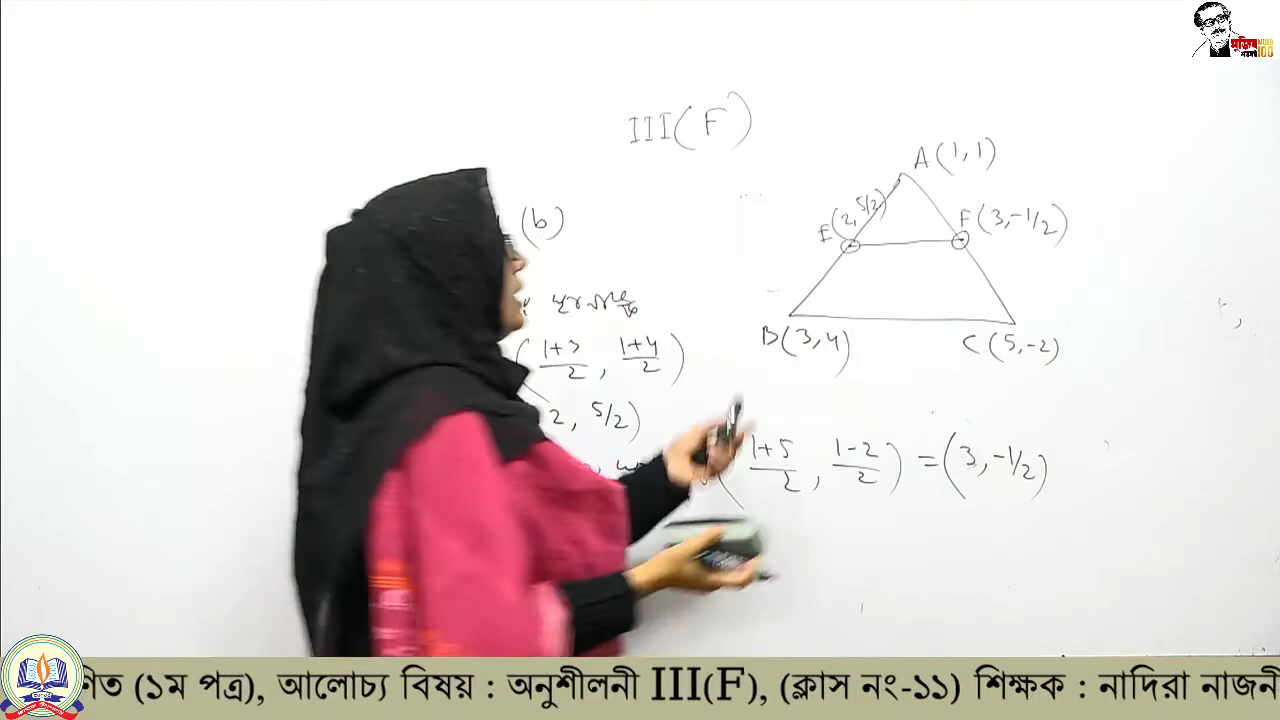 III(F)
(b)
A(1,1)
E(2, 5/2)
F(3,-1/2)
B(3,4)
C(5,-2)
(1+3/2, 1+4/2)
2, 5/2)
(1+5/2, 1-2/2) =(3,-1/2)
ণিত (১ম পত্র), আলোচ্য বিষয় : অনুশীলনী III(F), (ক্লাস নং-১১) শিক্ষক : নাদিরা নাজনী